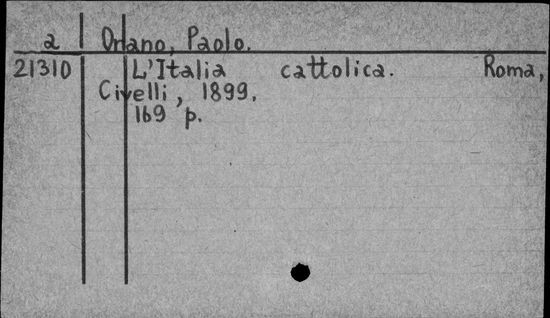 a Orano, Paolo.
21310 L'Italia cattolica. Roma,
Civelli, 1899.
169 p.